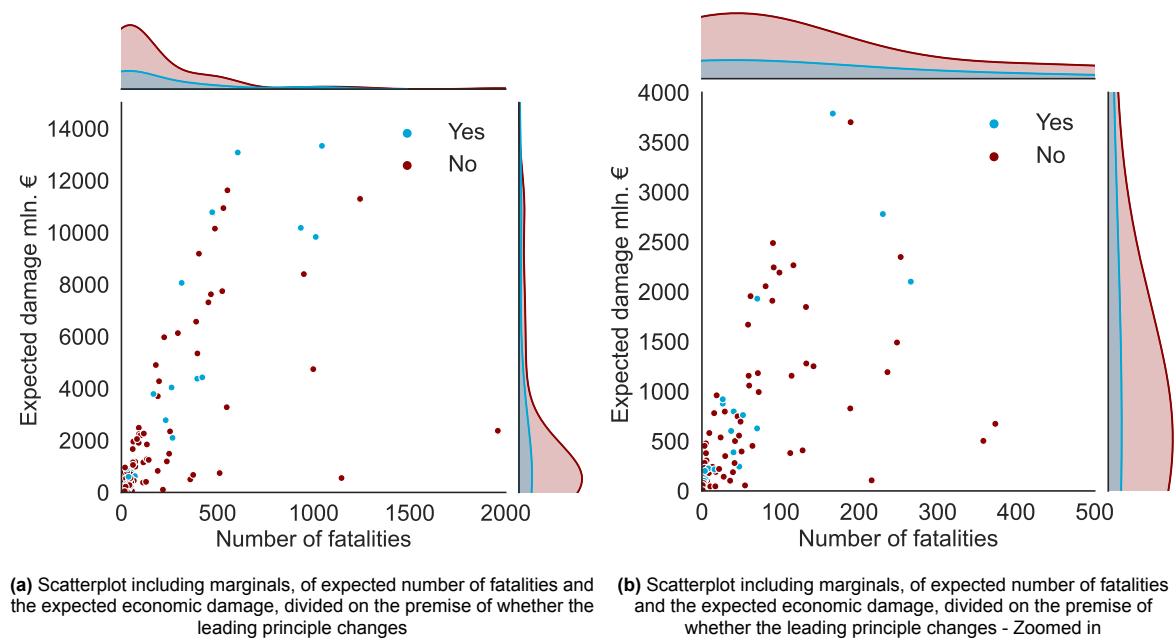 Expected damage mln. €
14000
12000
10000
8000
6000
4000
2000
0
Yes
No
0 500 1000 1500 2000
Number of fatalities
(a) Scatterplot including marginals, of expected number of fatalities and
the expected economic damage, divided on the premise of whether the
leading principle changes
Expected damage mln. €
4000
3500
3000
2500
2000
1500
1000
500
0
Yes
No
0 100 200 300 400 500
Number of fatalities
(b) Scatterplot including marginals, of expected number of fatalities
and the expected economic damage, divided on the premise of
whether the leading principle changes - Zoomed in